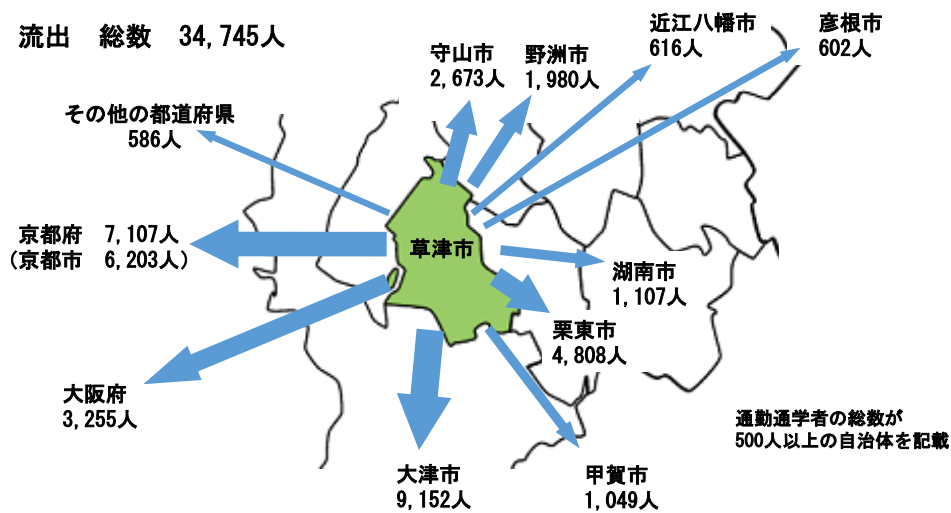 流出　総数　34,745人
守山市
2,673人
野洲市
1,980人
近江八幡市
616人
彦根市
602人
その他の都道府県
586人
京都府　7,107人
（京都市　6,203人）
草津市
湖南市
1,107人
栗東市
4,808人
大阪府
3,255人
大津市
9,152人
甲賀市
1,049人
通勤通学者の総数が
500人以上の自治体を記載